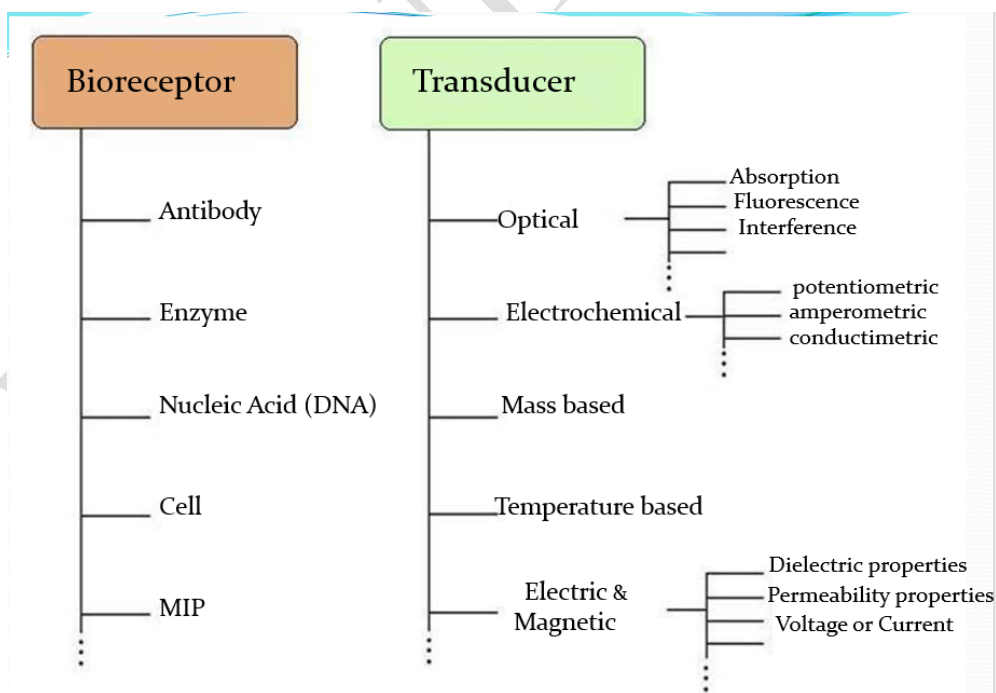 Bioreceptor
Antibody
Enzyme
Nucleic Acid (DNA)
Cell
MIP
Transducer
Optical
Absorption
Fluorescence
Interference
Electrochemical
potentiometric
amperometric
conductimetric
Mass based
Temperature based
Electric &
Magnetic
Dielectric properties
Permeability properties
Voltage or Current